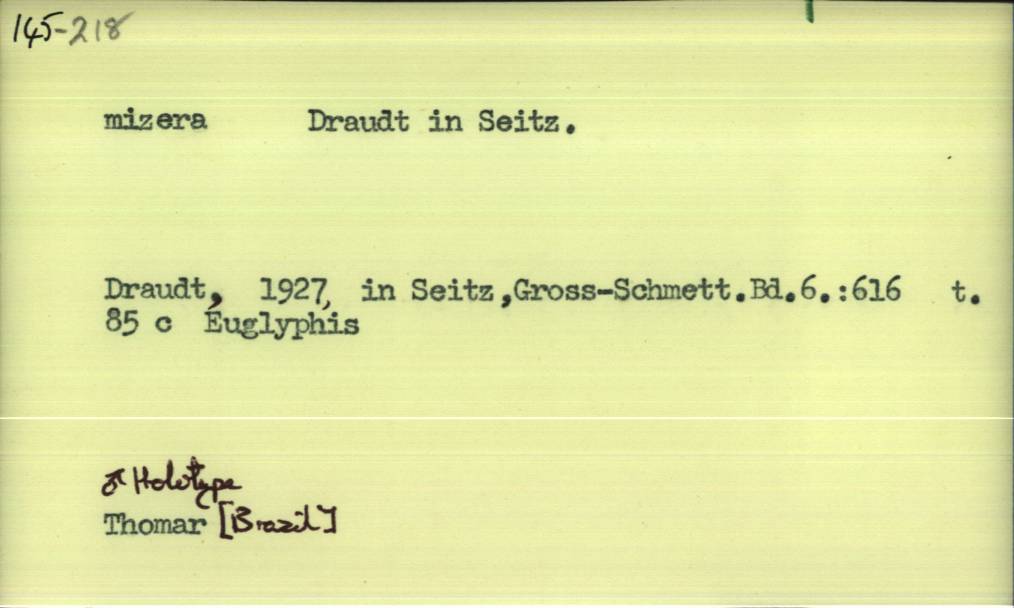 145-218
mizera Draudt in Seitz.
Draudt, 1927, in Seitz,Gross-Schmett.Bd.6.:616 t.
85 c Euglyphis
♂ Holotype
Thomar [Brazil]